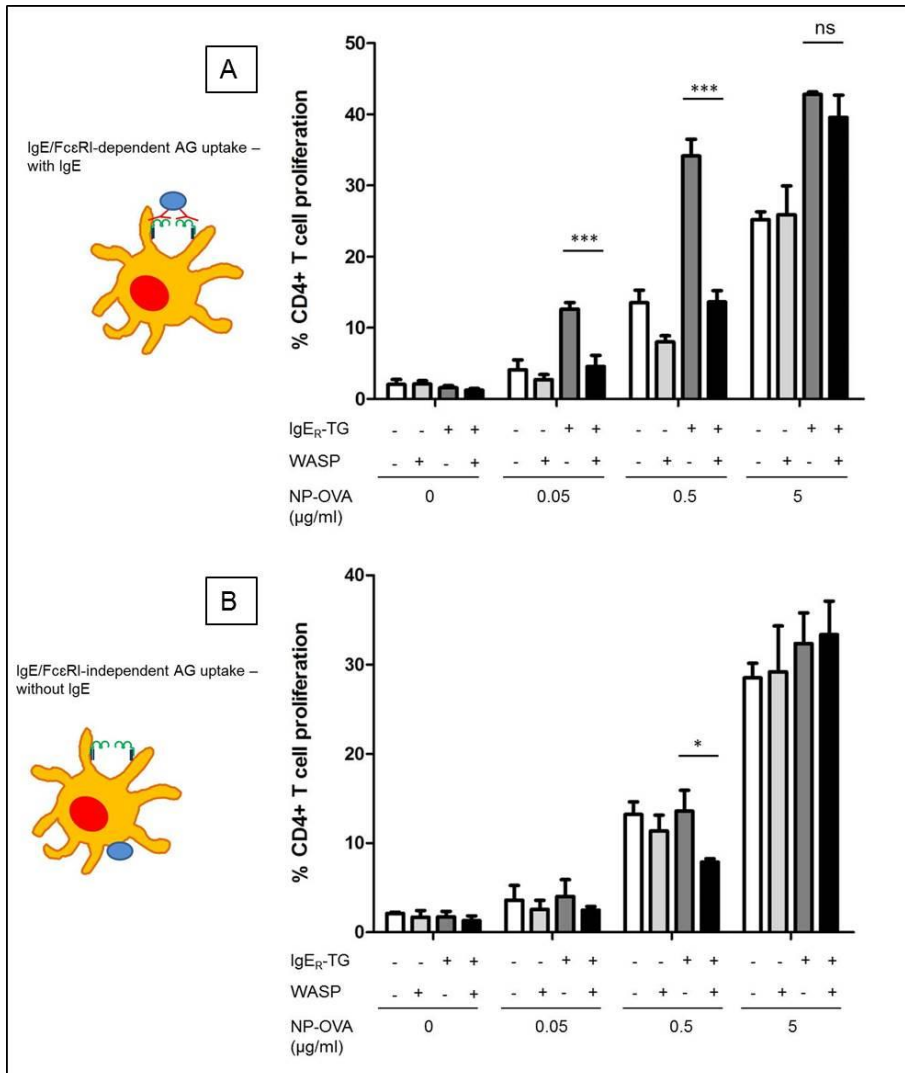 A
IgE/FcεRI-dependent AG uptake –
with IgE
% CD4+ T cell proliferation
50
40
30
20
10
0
***
***
ns
IgER-TG - - + + - - + + - - + + - - + +
WASP - + - + - + - + - + - + - + - +
NP-OVA 0 0.05 0.5 5
(µg/ml)
B
IgE/FcεRI-independent AG uptake –
without IgE
% CD4+ T cell proliferation
40
30
20
10
0
*
IgER-TG - - + + - - + + - - + + - - + +
WASP - + - + - + - + - + - + - + - +
NP-OVA 0 0.05 0.5 5
(µg/ml)